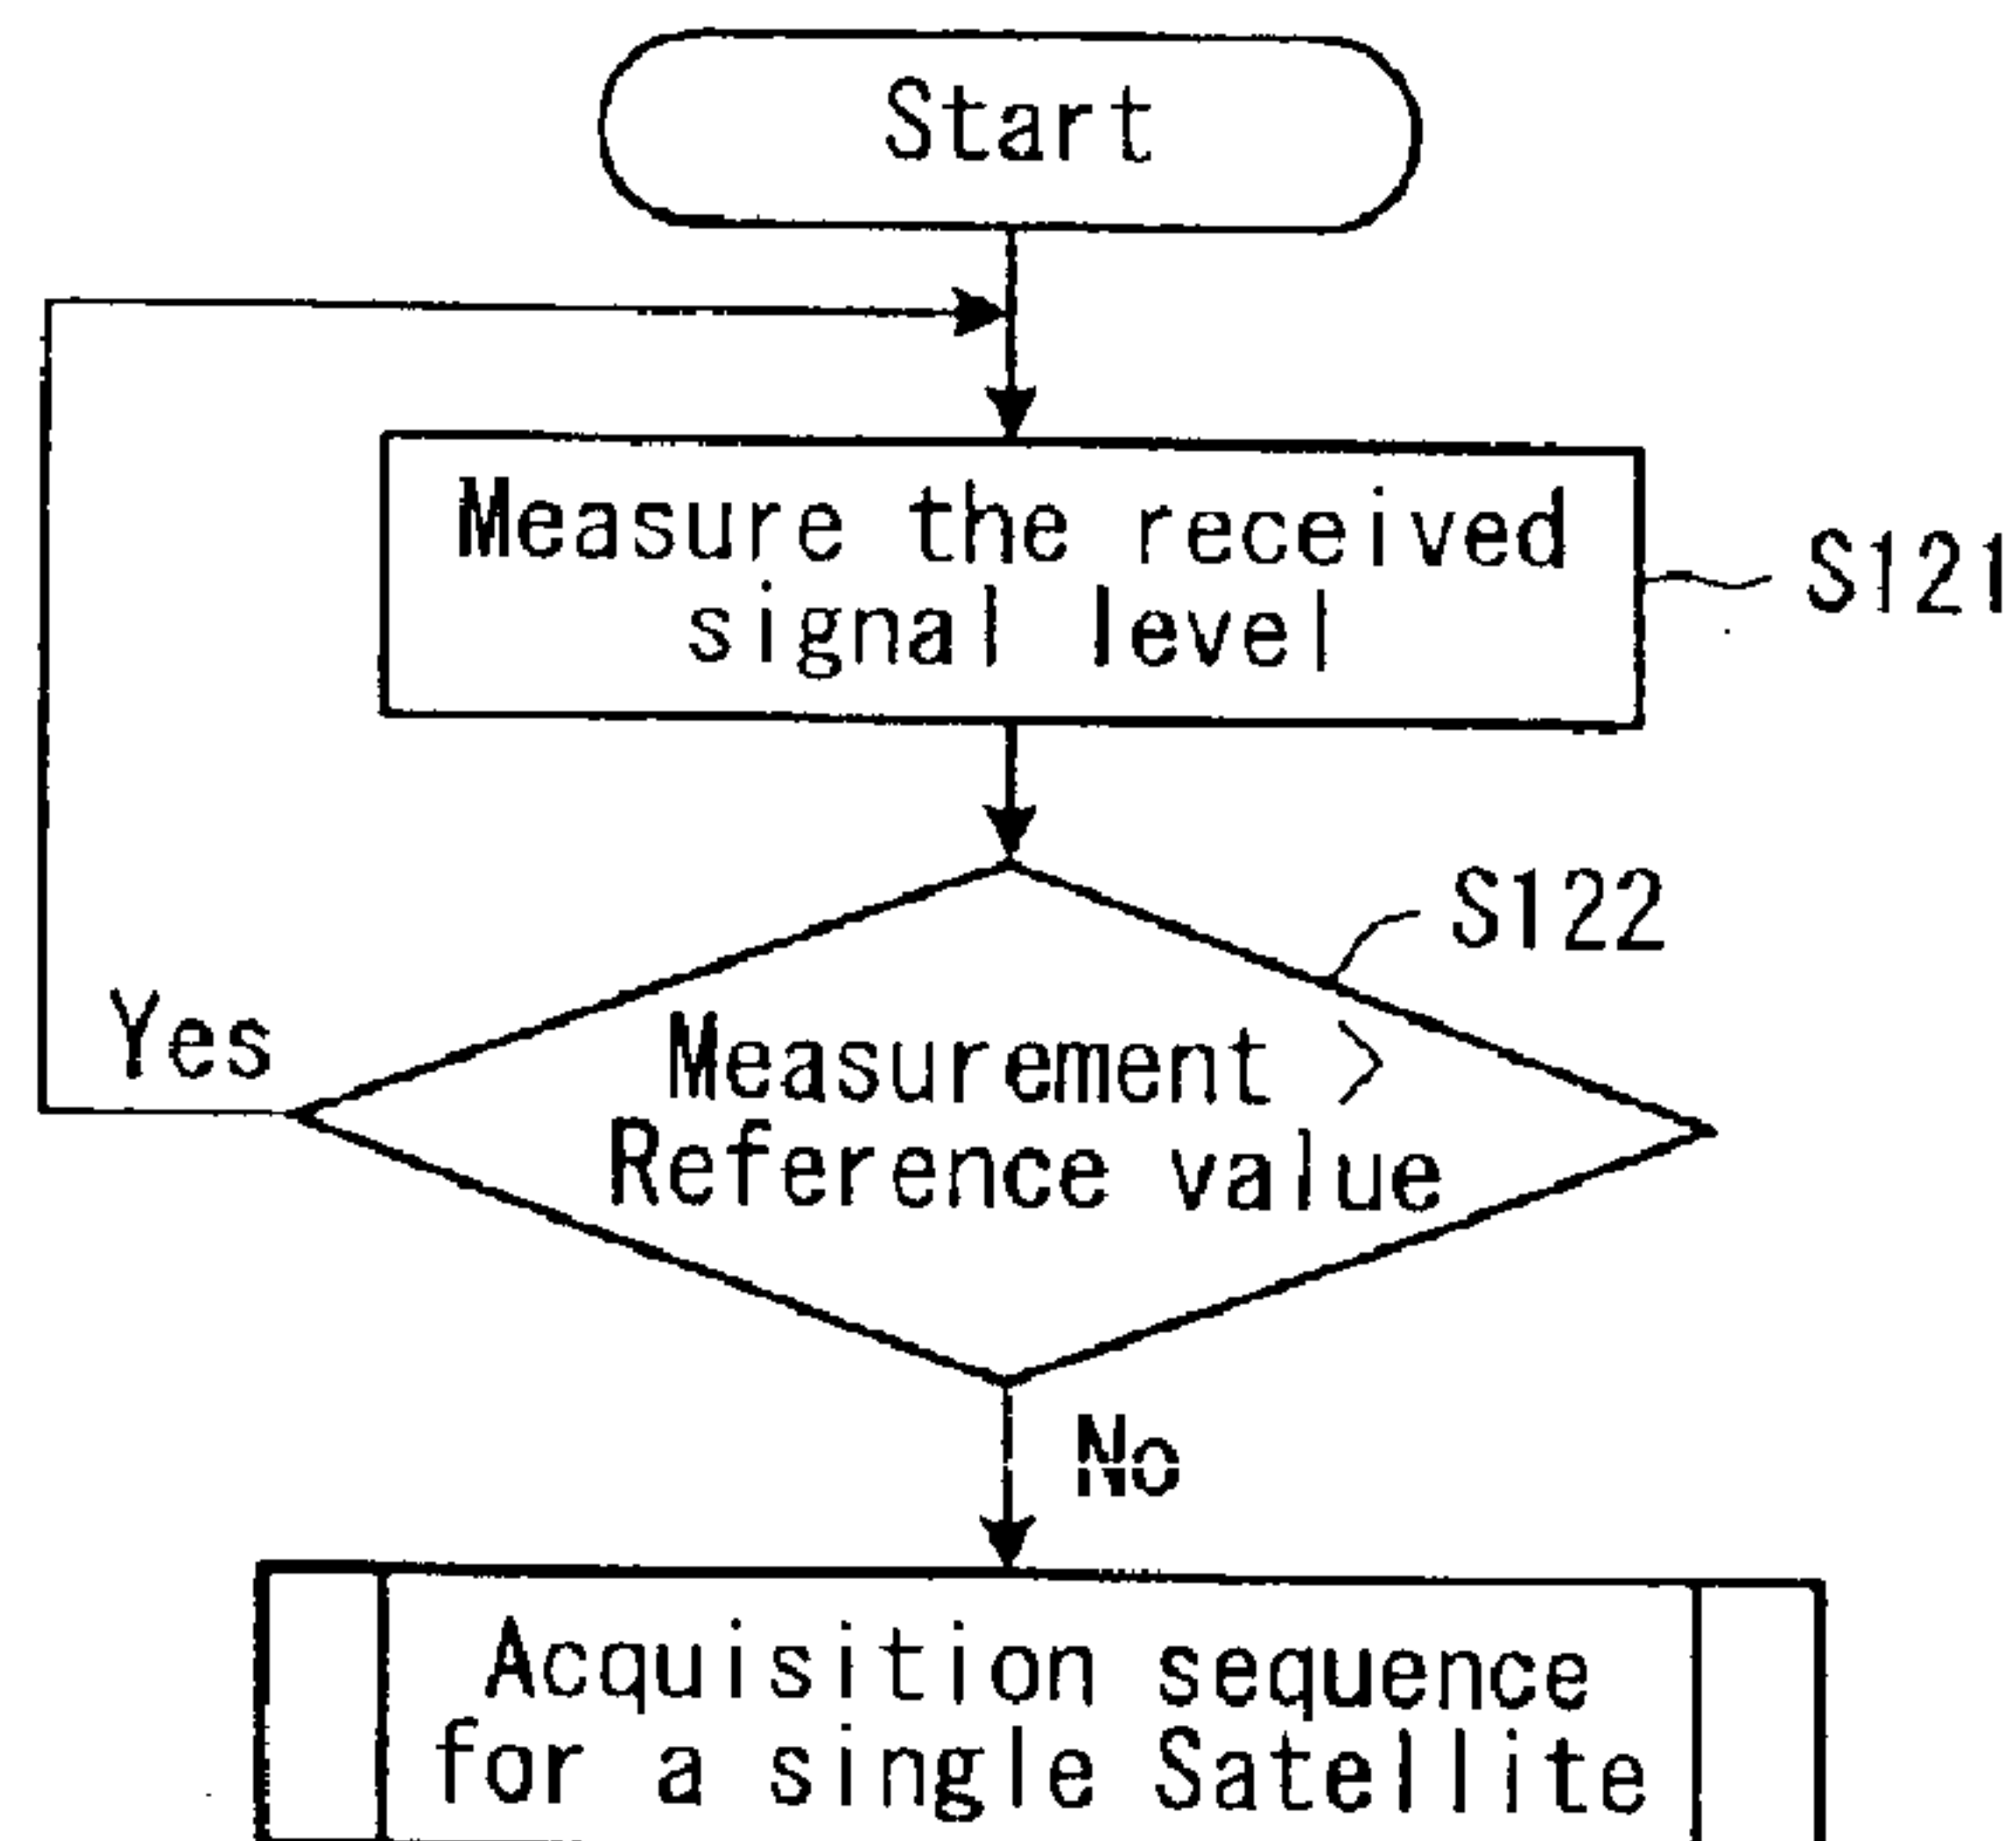 Start
Measure the received
signal level
S121
S122
Yes
Measurement >
Reference value
No
Acquisition sequence
for a single Satellite